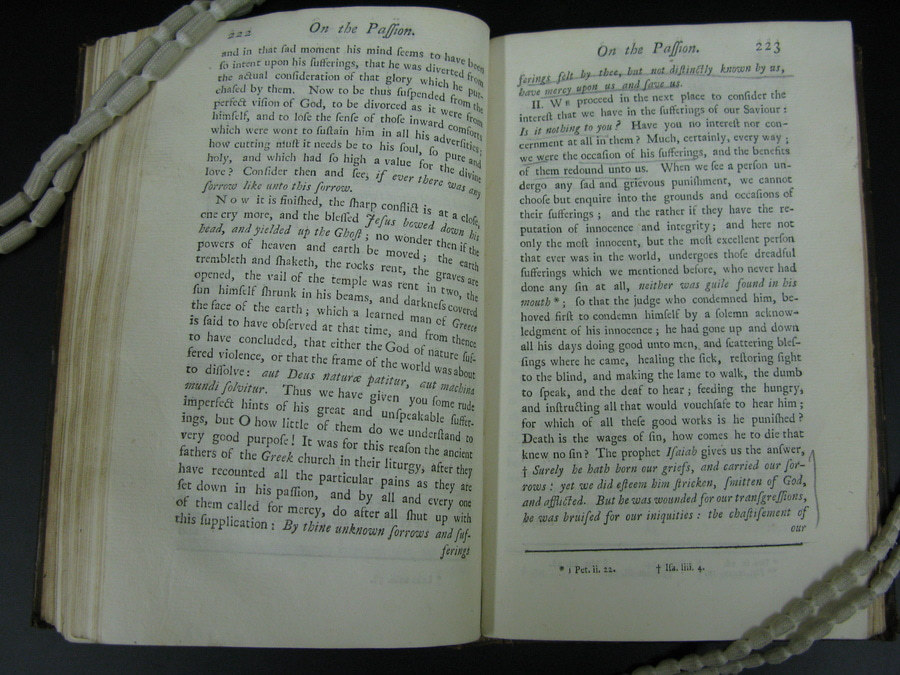 222 On the Paſſion.
and in that ſad moment his mind ſeems to have been
ſo intent upon his ſufferings, that he was diverted from
the actual conſideration of that glory which he pur-
chaſed by them. Now to be thus ſuſpended from the
perfect viſion of God, to be divorced as it were from
himſelf, and to loſe the ſenſe of thoſe inward comforts
which were wont to ſuſtain him in all his adverſities;
how cutting muſt it needs be to his ſoul, ſo pure and
holy, and which had ſo high a value for the divine
love? Conſider then and ſee, if ever there was any
ſorrow like unto this ſorrow.
Now it is finiſhed, the ſharp conflict is at a cloſe,
one cry more, and the bleſſed Jeſus bowed down his
head, and yielded up the Ghoſt; no wonder then if the
powers of heaven and earth be moved; the earth
trembleth and ſhaketh, the rocks rent, the graves are
opened, the vail of the temple was rent in two, the
ſun himſelf ſhrunk in his beams, and darkneſs covered
the face of the earth; which a learned man of Greece
is ſaid to have obſerved at that time, and from thence
to have concluded, that either the God of nature ſuf-
fered violence, or that the frame of the world was about
to diſſolve: aut Deus naturæ patitur, aut machina
mundi ſolvitur. Thus we have given you ſome rude
imperfect hints of his great and unſpeakable ſuffer-
ings, but O how little of them do we underſtand to
very good purpoſe! It was for this reaſon the ancient
fathers of the Greek church in their liturgy, after they
have recounted all the particular pains as they are
ſet down in his paſſion, and by all and every one
of them called for mercy, do after all ſhut up with
this ſupplication: By thine unknown ſorrows and ſuf-
ferings
On the Paſſion. 223
ferings felt by thee, but not diſtinctly known by us,
have mercy upon us and ſave us.
II. We proceed in the next place to conſider the
intereſt that we have in the ſufferings of our Saviour:
Is it nothing to you? Have you no intereſt nor con-
cernment at all in them? Much, certainly, every way;
we were the occaſion of his ſufferings, and the benefits
of them redound unto us. When we ſee a perſon un-
dergo any ſad and grievous puniſhment, we cannot
chooſe but enquire into the grounds and occaſions of
their ſufferings; and the rather if they have the re-
putation of innocence and integrity; and here not
only the moſt innocent, but the moſt excellent perſon
that ever was in the world, undergoes thoſe dreadful
ſufferings which we mentioned before, who never had
done any ſin at all, neither was guile found in his
mouth *; ſo that the judge who condemned him, be-
hoved firſt to condemn himſelf by a ſolemn acknow-
ledgment of his innocence; he had gone up and down
all his days doing good unto men, and ſcattering bleſ-
ſings where he came, healing the ſick, reſtoring ſight
to the blind, and making the lame to walk, the dumb
to ſpeak, and the deaf to hear; feeding the hungry,
and inſtructing all that would vouchſafe to hear him;
for which of all theſe good works is he puniſhed?
Death is the wages of ſin, how comes he to die that
knew no ſin? The prophet Iſaiah gives us the anſwer,
† Surely he hath born our griefs, and carried our ſor-
rows: yet we did eſteem him ſtricken, ſmitten of God,
and afflicted. But he was wounded for our tranſgreſſions,
he was bruiſed for our iniquities: the chaſtiſement of
our
* 1 Pet. ii. 22. † Iſa. liii. 4.